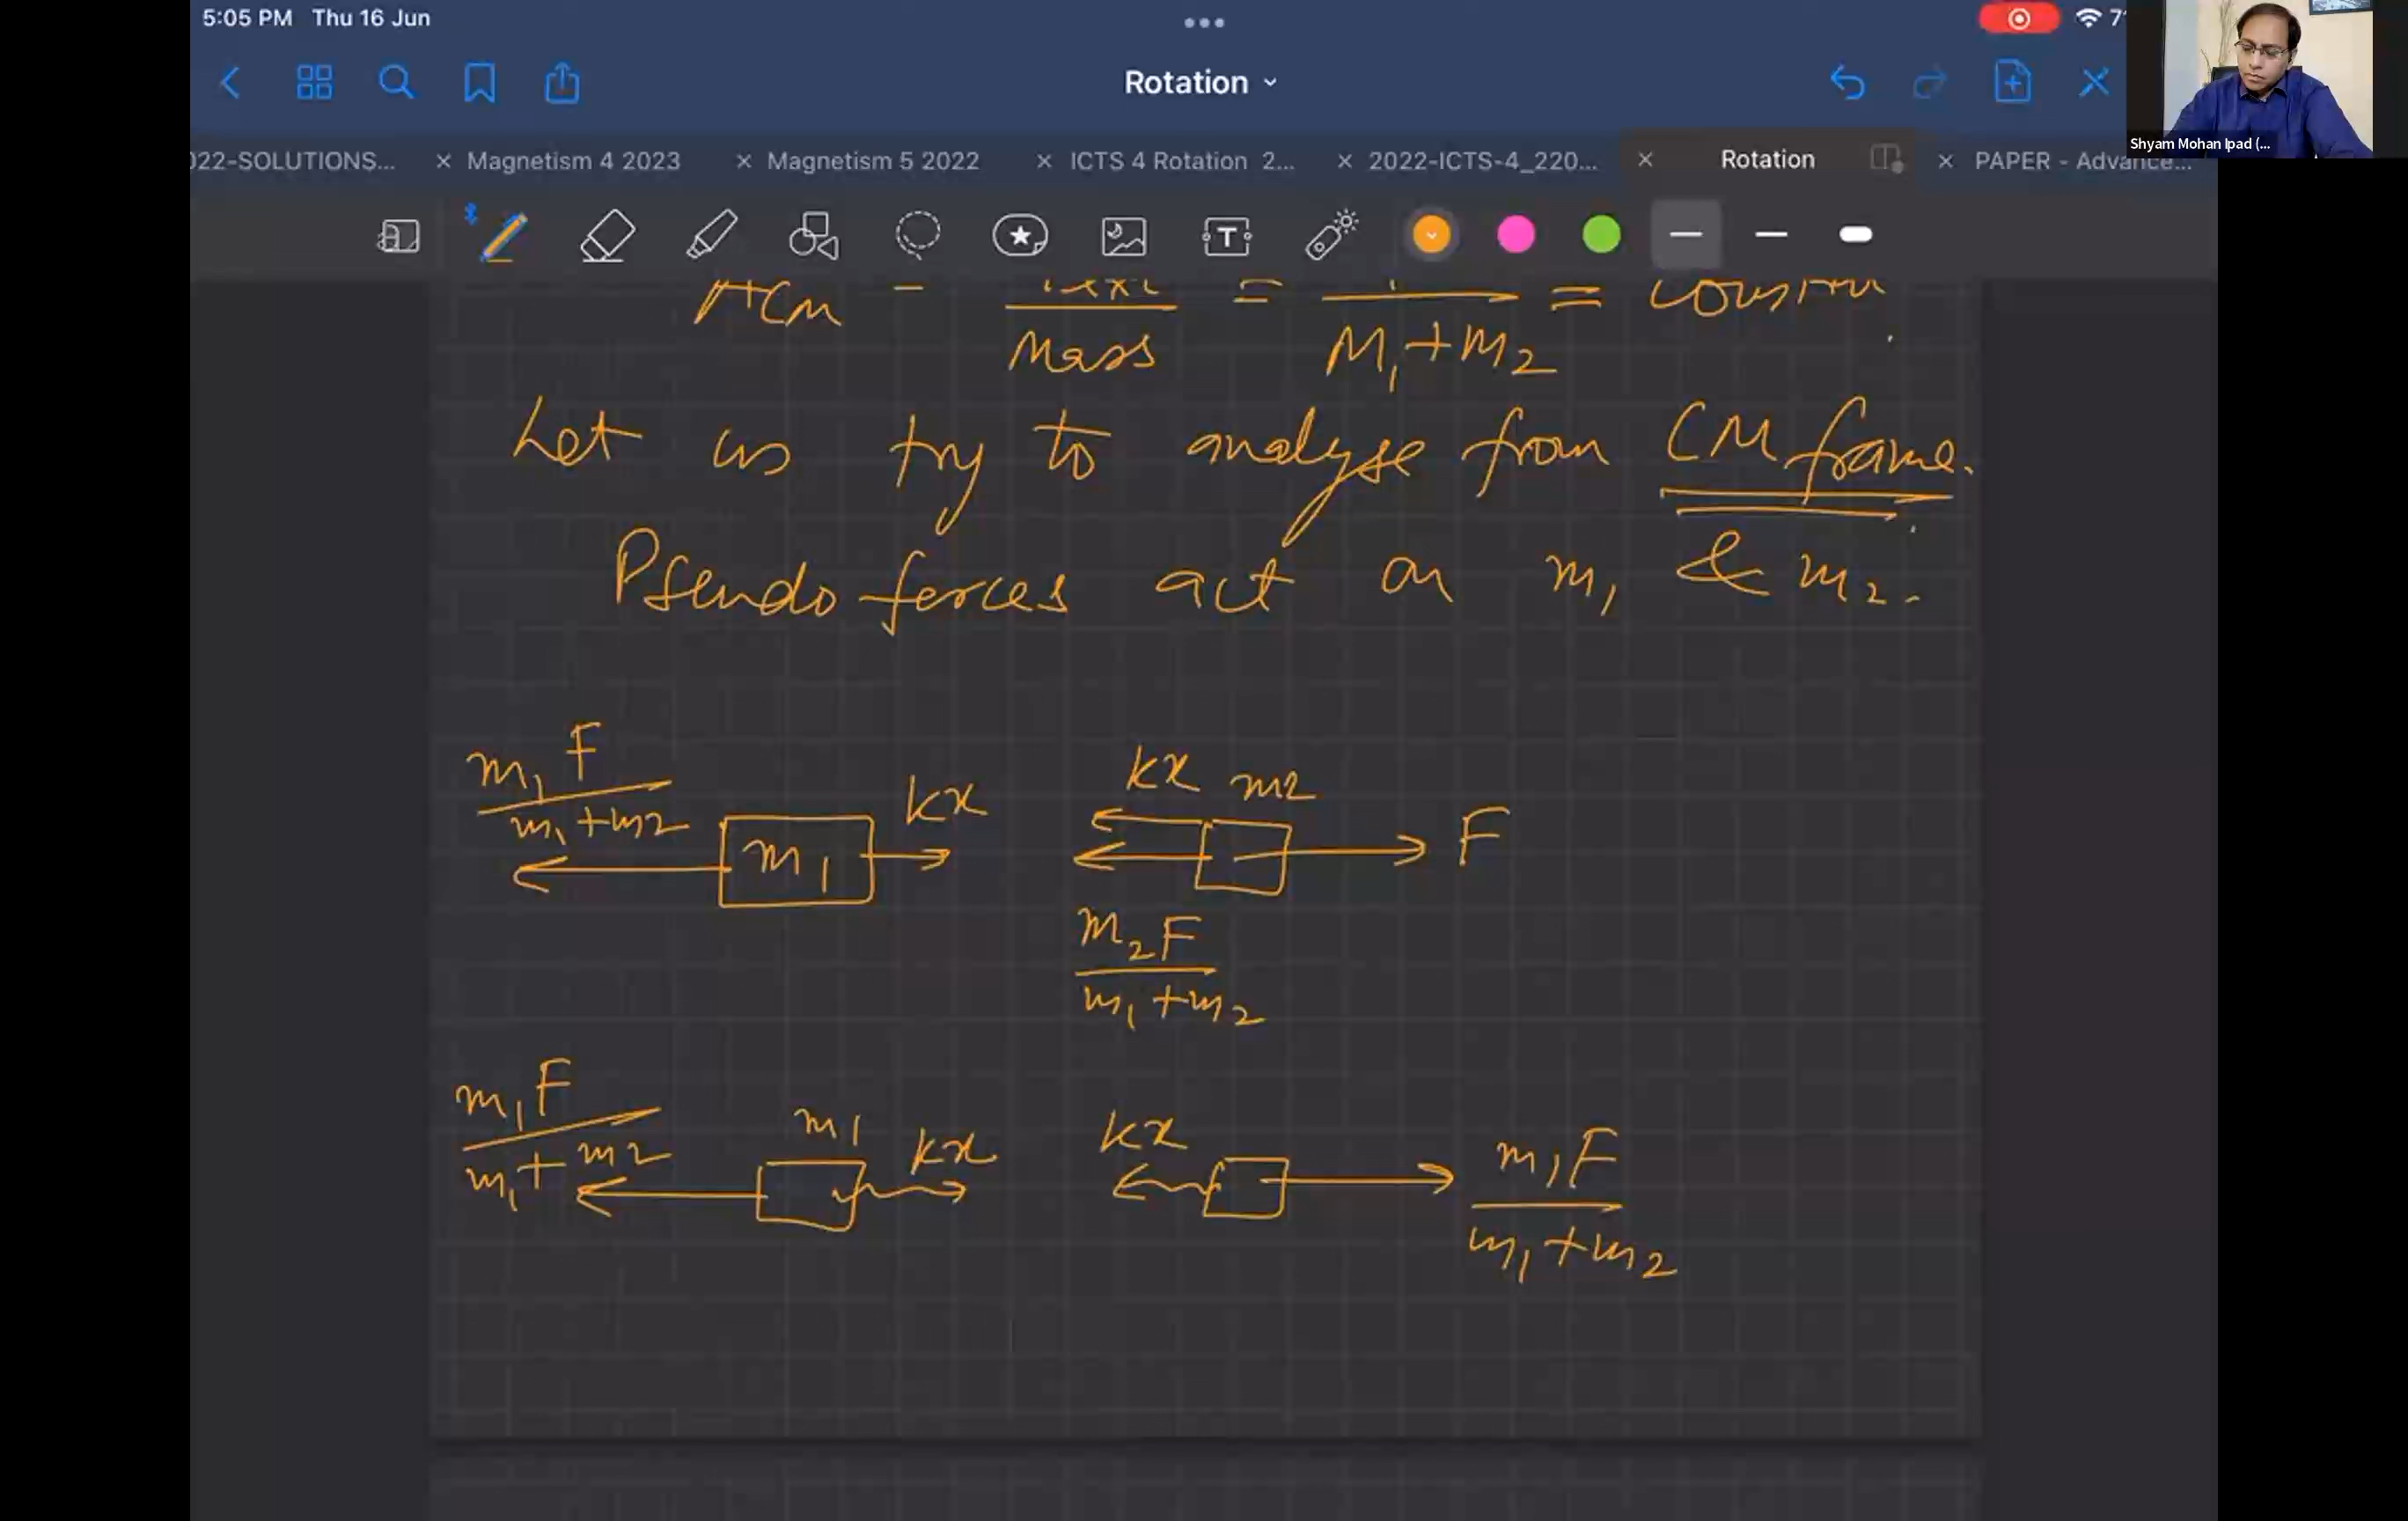 5:05 PM Thu 16 Jun
Rotation
Shyam Mohan Ipad (...
022-SOLUTIONS...
Magnetism 4 2023
Magnetism 5 2022
ICTS 4 Rotation 2...
2022-ICTS-4_220...
Rotation
PAPER - Advance...
= =
Mass M₁+m₂
Let us try to analyse from CM frame.
Pseudo forces act on m₁ & m₂.
m₁F
m₁+m₂
kx
m₁
kx m2
F
m₂F
m₁+m₂
m₁F
m₁+m2
m₁
kx
kx
m₁F
m₁+m₂